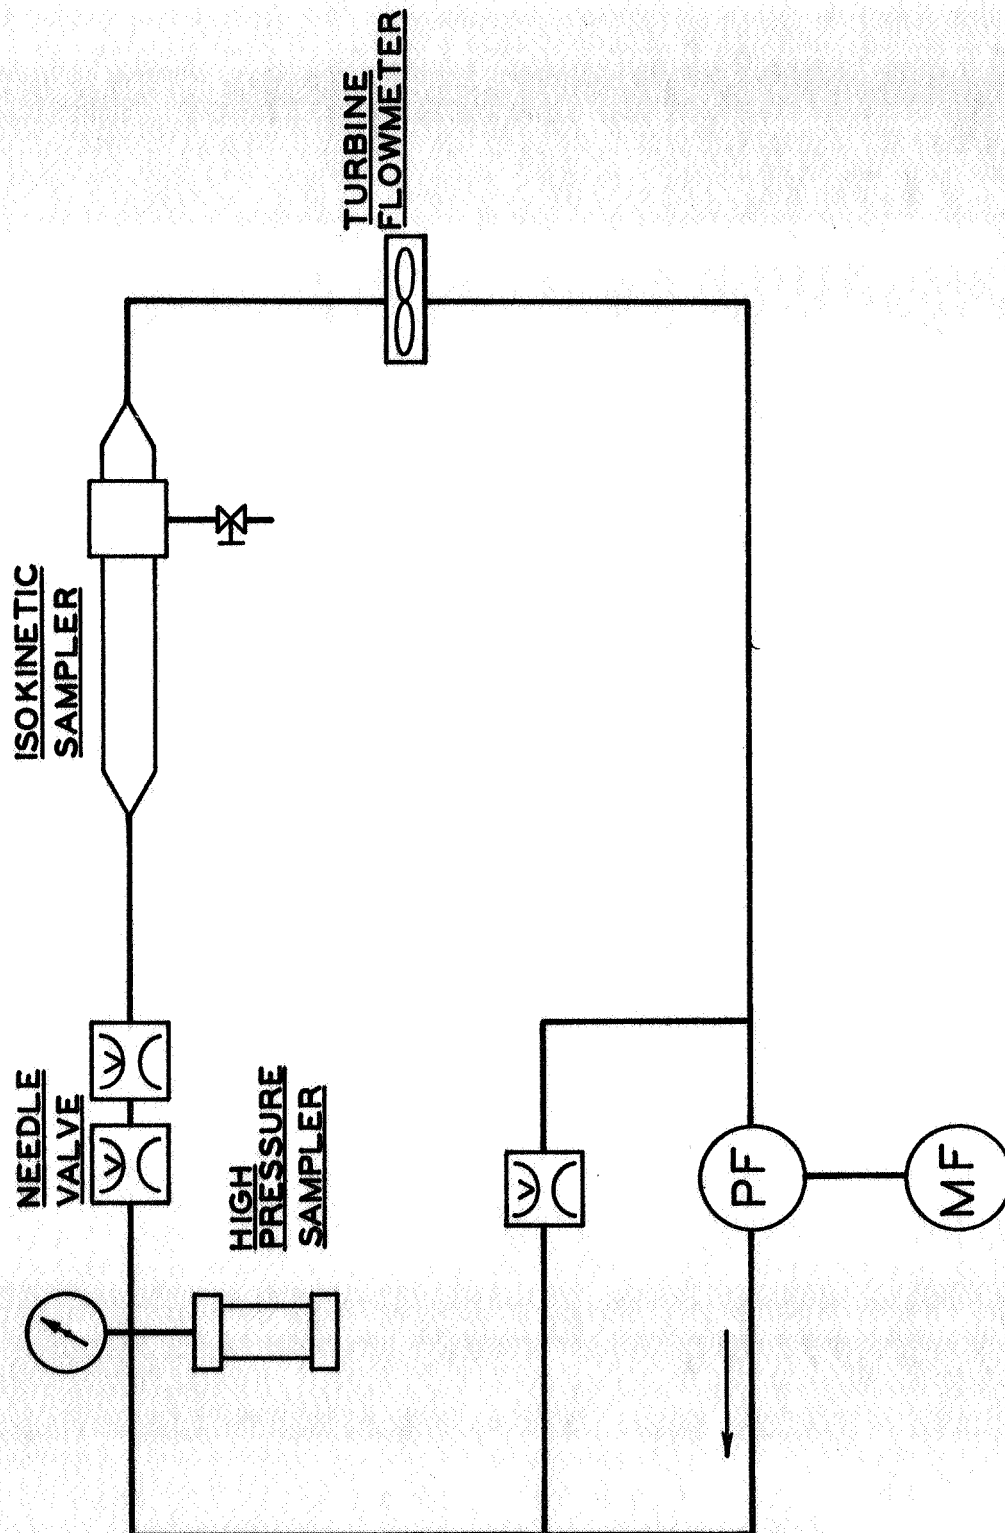 NEEDLE
VALVE
ISOKINETIC
SAMPLER
HIGH
PRESSURE
SAMPLER
TURBINE
FLOWMETER
PF
MF